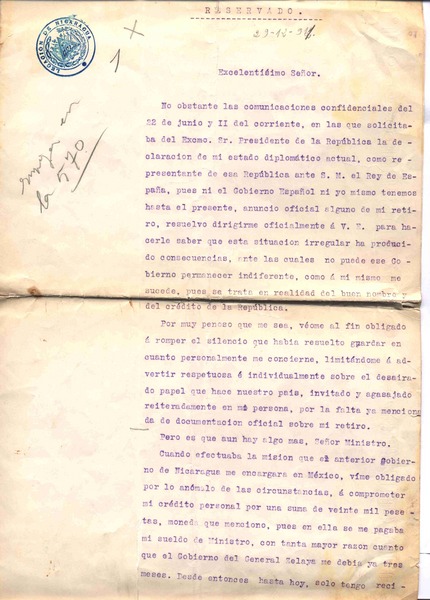 RESERVADO.
LEGACION DE NICARAGUA
X
Excelentísimo Señor.
No obstante las comunicaciones confidenciales del
22 de junio y II del corriente, en las que solicita-
ba del Excmo. Sr. Presidente de la República la de-
claracion de mi estado diplomático actual, como re-
presentante de esa República ante S. M. el Rey de Es-
paña, pues ni el Gobierno Español ni yo mismo tenemos
hasta el presente, anuncio oficial alguno de mi reti-
ro, resuelvo dirigirme oficialmente á V. E. para ha-
cerle saber que esta situacion irregular ha produci-
do consecuencias, ante las cuales no puede ese Go-
bierno permanecer indiferente, como á mi mismo me
sucede, pues se trata en realidad del buen nombre y
del crédito de la República.
Por muy penoso que me sea, véome al fin obligado
á romper el silencio que habia resuelto guardar en
cuanto personalmente me concierne, limitándome á ad-
vertir respetuosa é individualmente sobre el desaira-
do papel que hace nuestro pais, invitado y agasajado
reiteradamente en mi persona, por la falta ya menciona-
da de documentacion oficial sobre mi retiro.
Pero es que aun hay algo mas, Señor Ministro.
Cuando efectuaba la mision que el anterior Gobier-
no de Nicaragua me encargara en México, vime obligado
por lo anómulo de las circunstancias, á comprometer
mi crédito personal por una suma de veinte mil pese-
tas, moneda que menciono, pues en ella se me pagaba
mi sueldo de Ministro, con tanta mayor razon cuanto
que el Gobierno del General Zelaya me debia ya tres
meses. Desde entonces hasta hoy, solo tengo reci-